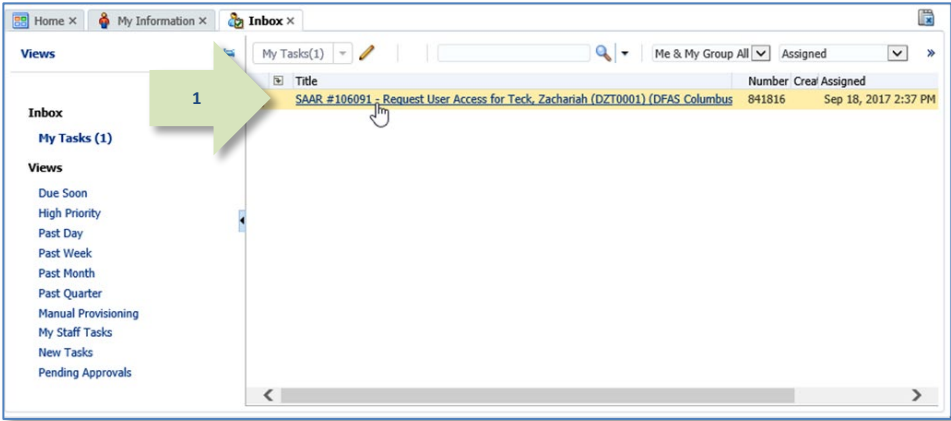 Home × My Information × Inbox ×
Views
My Tasks(1)
Me & My Group All
Assigned
»
Title Number Creat Assigned
SAAR #106091 - Request User Access for Teck, Zachariah (DZT0001) (DFAS Columbus 841816 Sep 18, 2017 2:37 PM
1
Inbox
My Tasks (1)
Views
Due Soon
High Priority
Past Day
Past Week
Past Month
Past Quarter
Manual Provisioning
My Staff Tasks
New Tasks
Pending Approvals